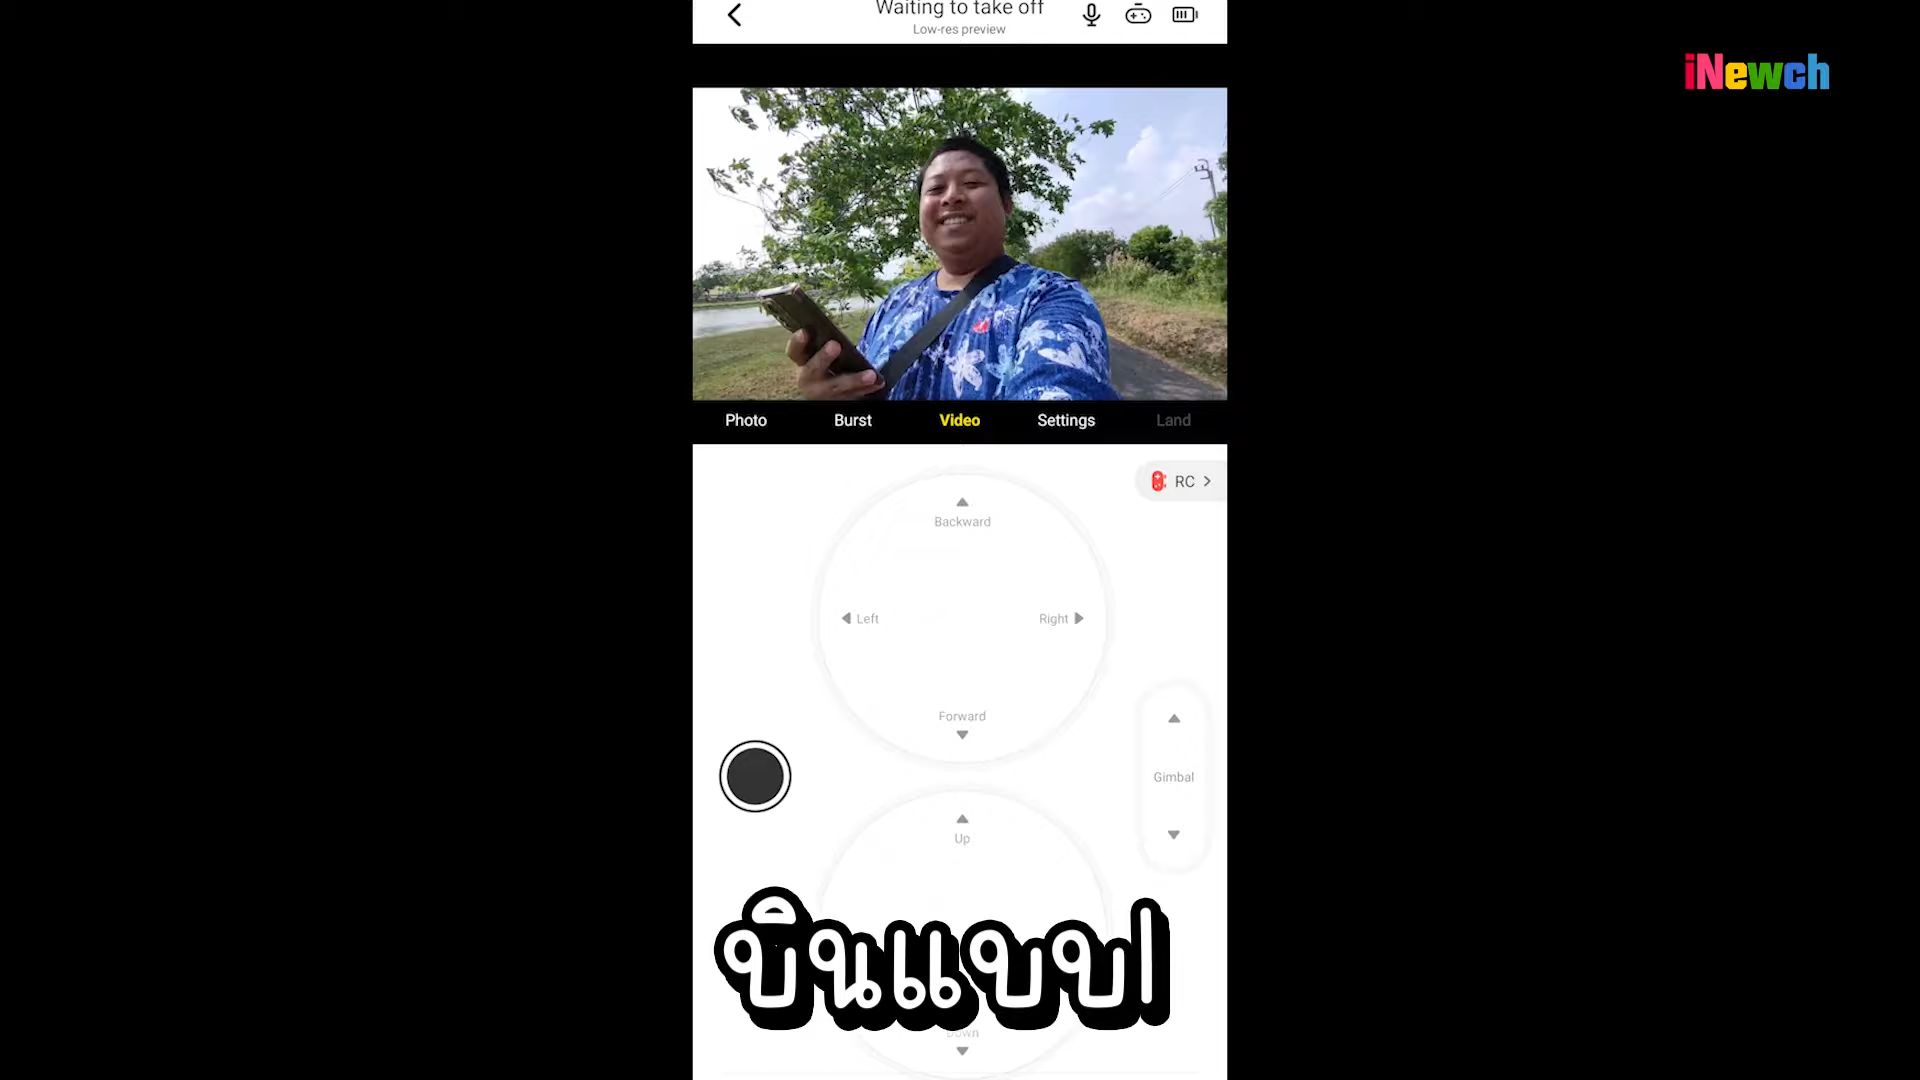 Waiting to take off
Low-res preview
iNewch
Photo Burst Video Settings Land
RC
Backward
Left Right
Forward
Gimbal
Up
บินแบบ
Down